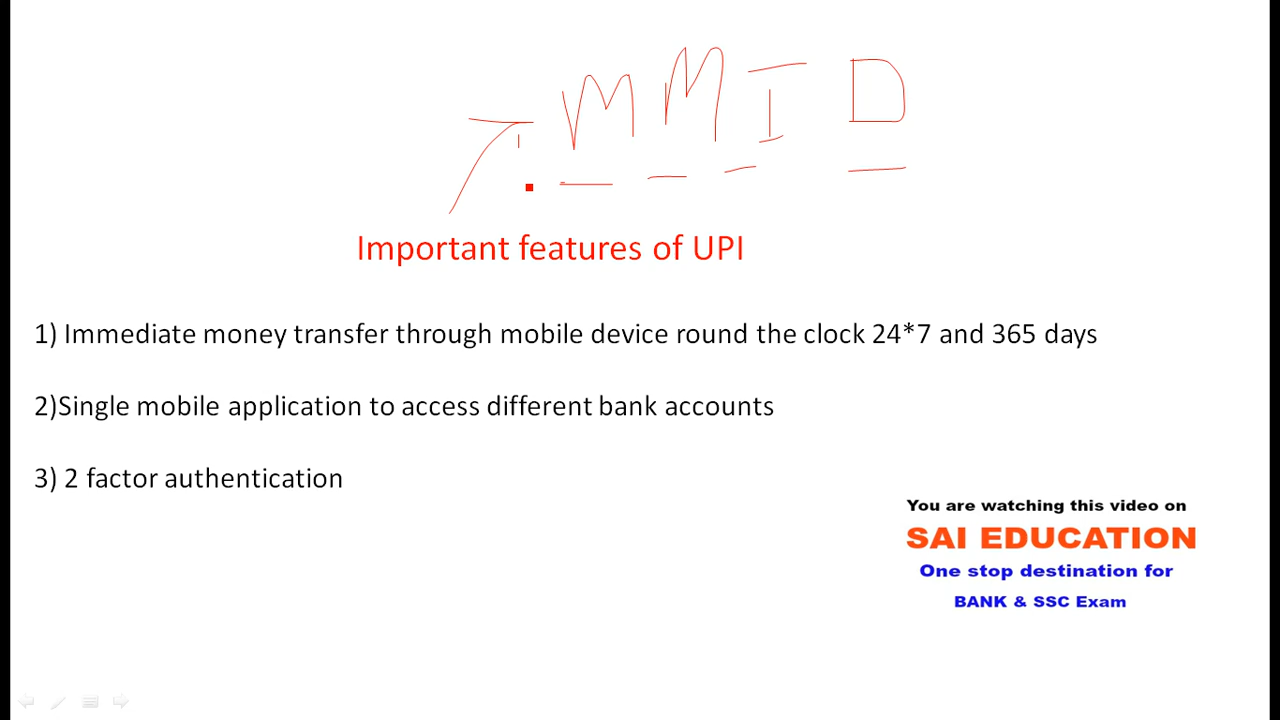 MMID
Important features of UPI
1) Immediate money transfer through mobile device round the clock 24*7 and 365 days
2)Single mobile application to access different bank accounts
3) 2 factor authentication
You are watching this video on
SAI EDUCATION
One stop destination for
BANK & SSC Exam